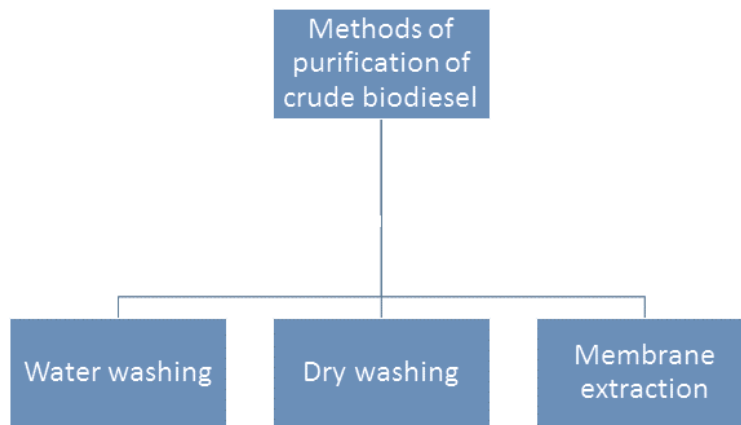 Methods of
purification of
crude biodiesel
Water washing
Dry washing
Membrane
extraction